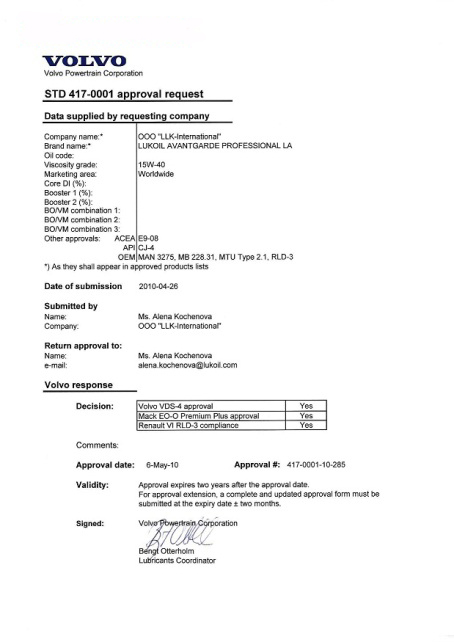 VOLVO
Volvo Powertrain Corporation
STD 417-0001 approval request
Data supplied by requesting company
Company name:* OOO "LLK-International"
Brand name:* LUKOIL AVANTGARDE PROFESSIONAL LA
Oil code:
Viscosity grade: 15W-40
Marketing area: Worldwide
Core DI (%):
Booster 1 (%):
Booster 2 (%):
BO/VM combination 1:
BO/VM combination 2:
BO/VM combination 3:
Other approvals: ACEA E9-08
API CJ-4
OEM MAN 3275, MB 228.31, MTU Type 2.1, RLD-3
*) As they shall appear in approved products lists
Date of submission 2010-04-26
Submitted by
Name: Ms. Alena Kochenova
Company: OOO "LLK-International"
Return approval to:
Name: Ms. Alena Kochenova
e-mail: alena.kochenova@lukoil.com
Volvo response
Decision: Volvo VDS-4 approval Yes
Mack EO-O Premium Plus approval Yes
Renault VI RLD-3 compliance Yes
Comments:
Approval date: 6-May-10 Approval #: 417-0001-10-285
Validity: Approval expires two years after the approval date.
For approval extension, a complete and updated approval form must be
submitted at the expiry date ± two months.
Signed: Volvo Powertrain Corporation
Bengt Otterholm
Lubricants Coordinator